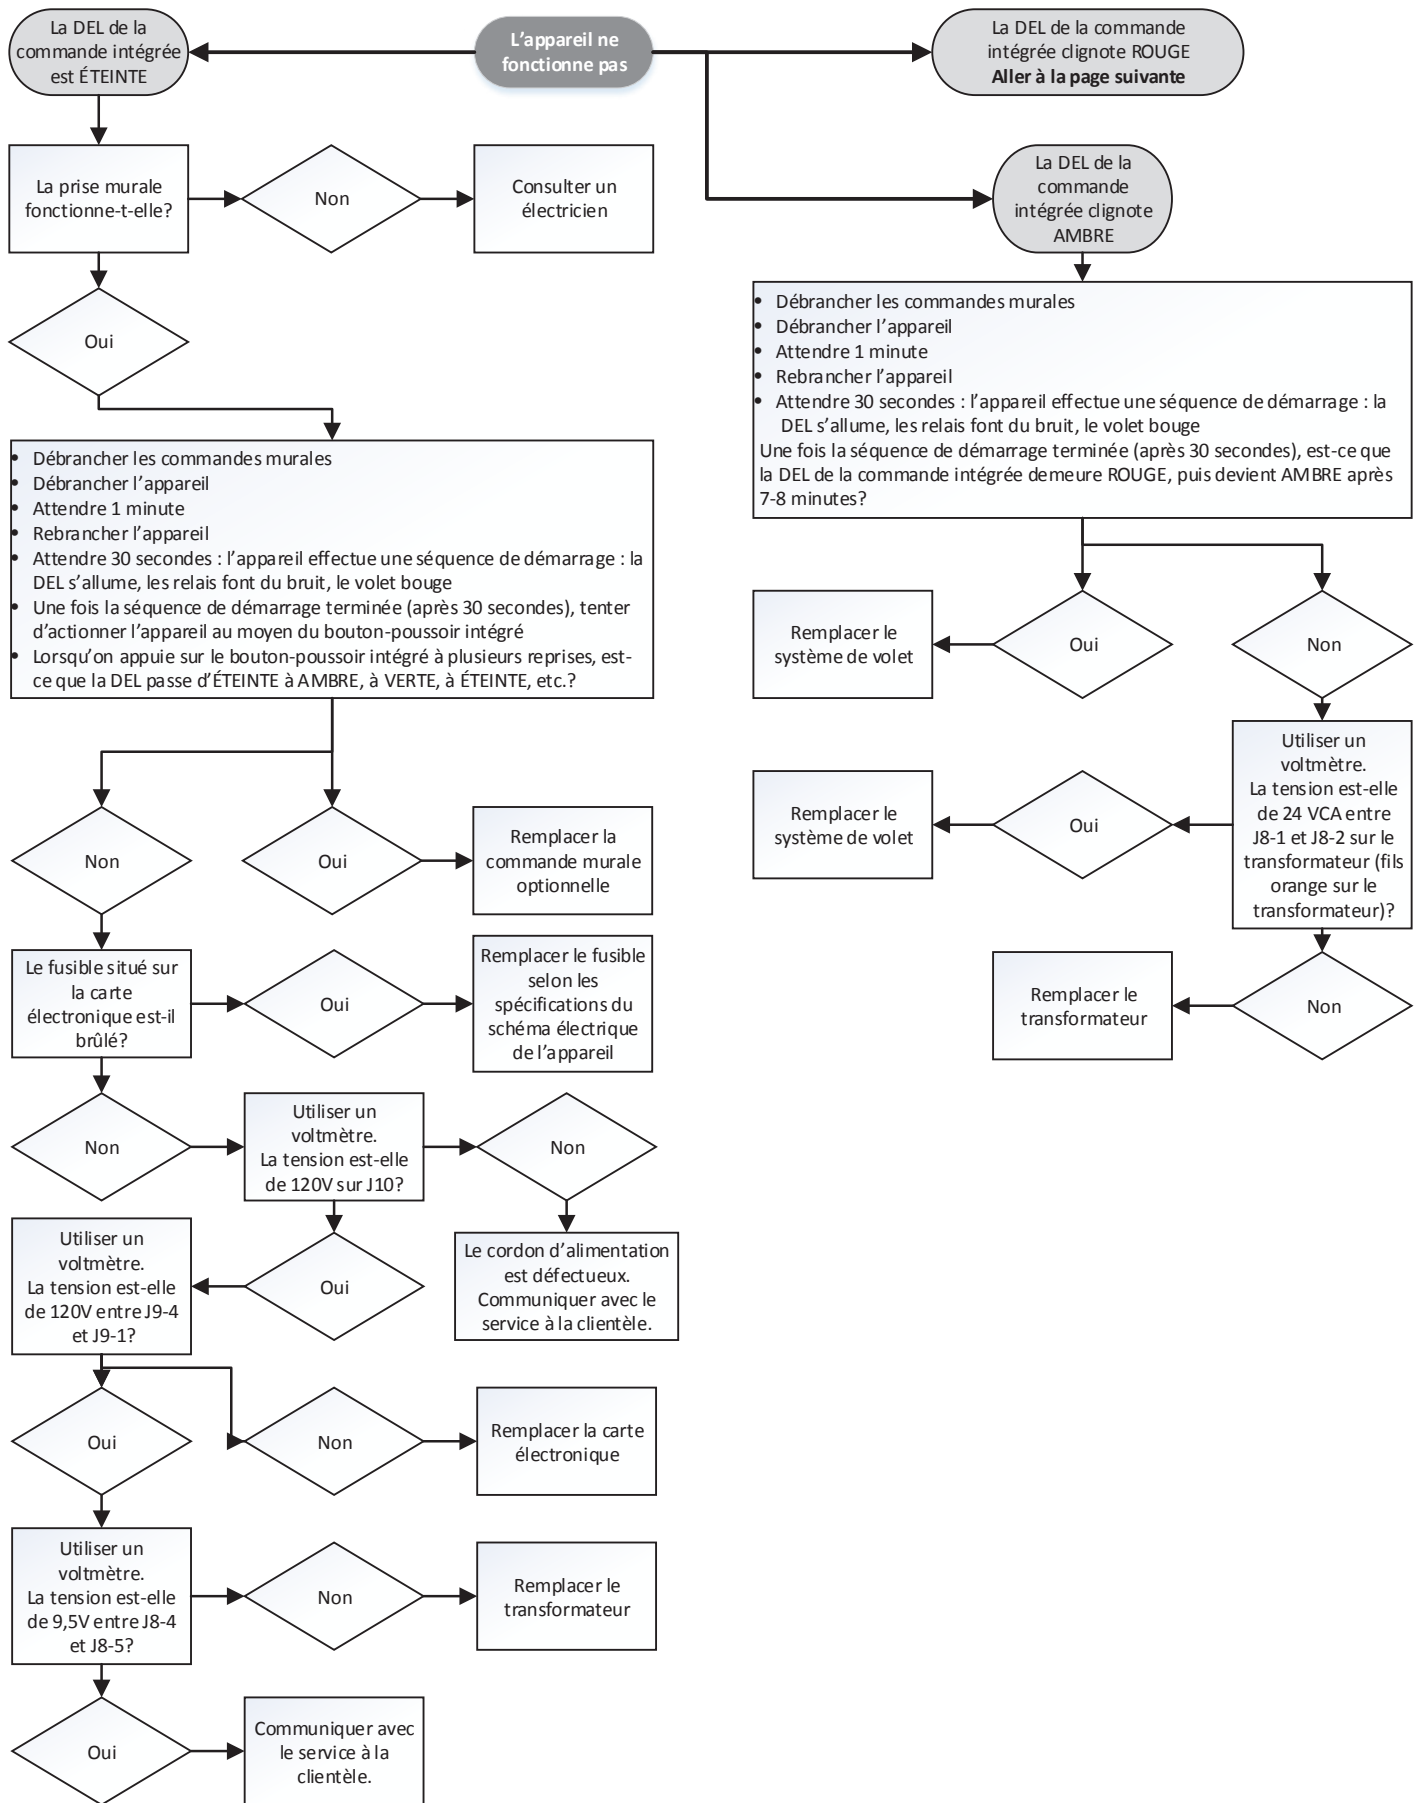 L’appareil ne
fonctionne pas
La DEL de la
commande intégrée
est ÉTEINTE
La prise murale
fonctionne-t-elle?
Non
Consulter un
électricien
Oui
• Débrancher les commandes murales
• Débrancher l’appareil
• Attendre 1 minute
• Rebrancher l’appareil
• Attendre 30 secondes : l’appareil effectue une séquence de démarrage : la
DEL s’allume, les relais font du bruit, le volet bouge
• Une fois la séquence de démarrage terminée (après 30 secondes), tenter
d’actionner l’appareil au moyen du bouton-poussoir intégré
• Lorsqu’on appuie sur le bouton-poussoir intégré à plusieurs reprises, est-
ce que la DEL passe d’ÉTEINTE à AMBRE, à VERTE, à ÉTEINTE, etc.?
Non
Oui
Remplacer la
commande murale
optionnelle
Le fusible situé sur
la carte
électronique est-il
brûlé?
Oui
Remplacer le fusible
selon les
spécifications du
schéma électrique
de l’appareil
Non
Utiliser un
voltmètre.
La tension est-elle
de 120V sur J10?
Non
Le cordon d’alimentation
est défectueux.
Communiquer avec le
service à la clientèle.
Oui
Utiliser un
voltmètre.
La tension est-elle
de 120V entre J9-4
et J9-1?
Oui
Non
Remplacer la carte
électronique
Utiliser un
voltmètre.
La tension est-elle
de 9,5V entre J8-4
et J8-5?
Non
Remplacer le
transformateur
Oui
Communiquer avec
le service à la
clientèle.
La DEL de la commande
intégrée clignote ROUGE
Aller à la page suivante
La DEL de la
commande
intégrée clignote
AMBRE
• Débrancher les commandes murales
• Débrancher l’appareil
• Attendre 1 minute
• Rebrancher l’appareil
• Attendre 30 secondes : l’appareil effectue une séquence de démarrage : la
DEL s’allume, les relais font du bruit, le volet bouge
Une fois la séquence de démarrage terminée (après 30 secondes), est-ce que
la DEL de la commande intégrée demeure ROUGE, puis devient AMBRE après
7-8 minutes?
Remplacer le
système de volet
Oui
Non
Utiliser un
voltmètre.
La tension est-elle
de 24 VCA entre
J8-1 et J8-2 sur le
transformateur (fils
orange sur le
transformateur)?
Oui
Remplacer le
système de volet
Non
Remplacer le
transformateur